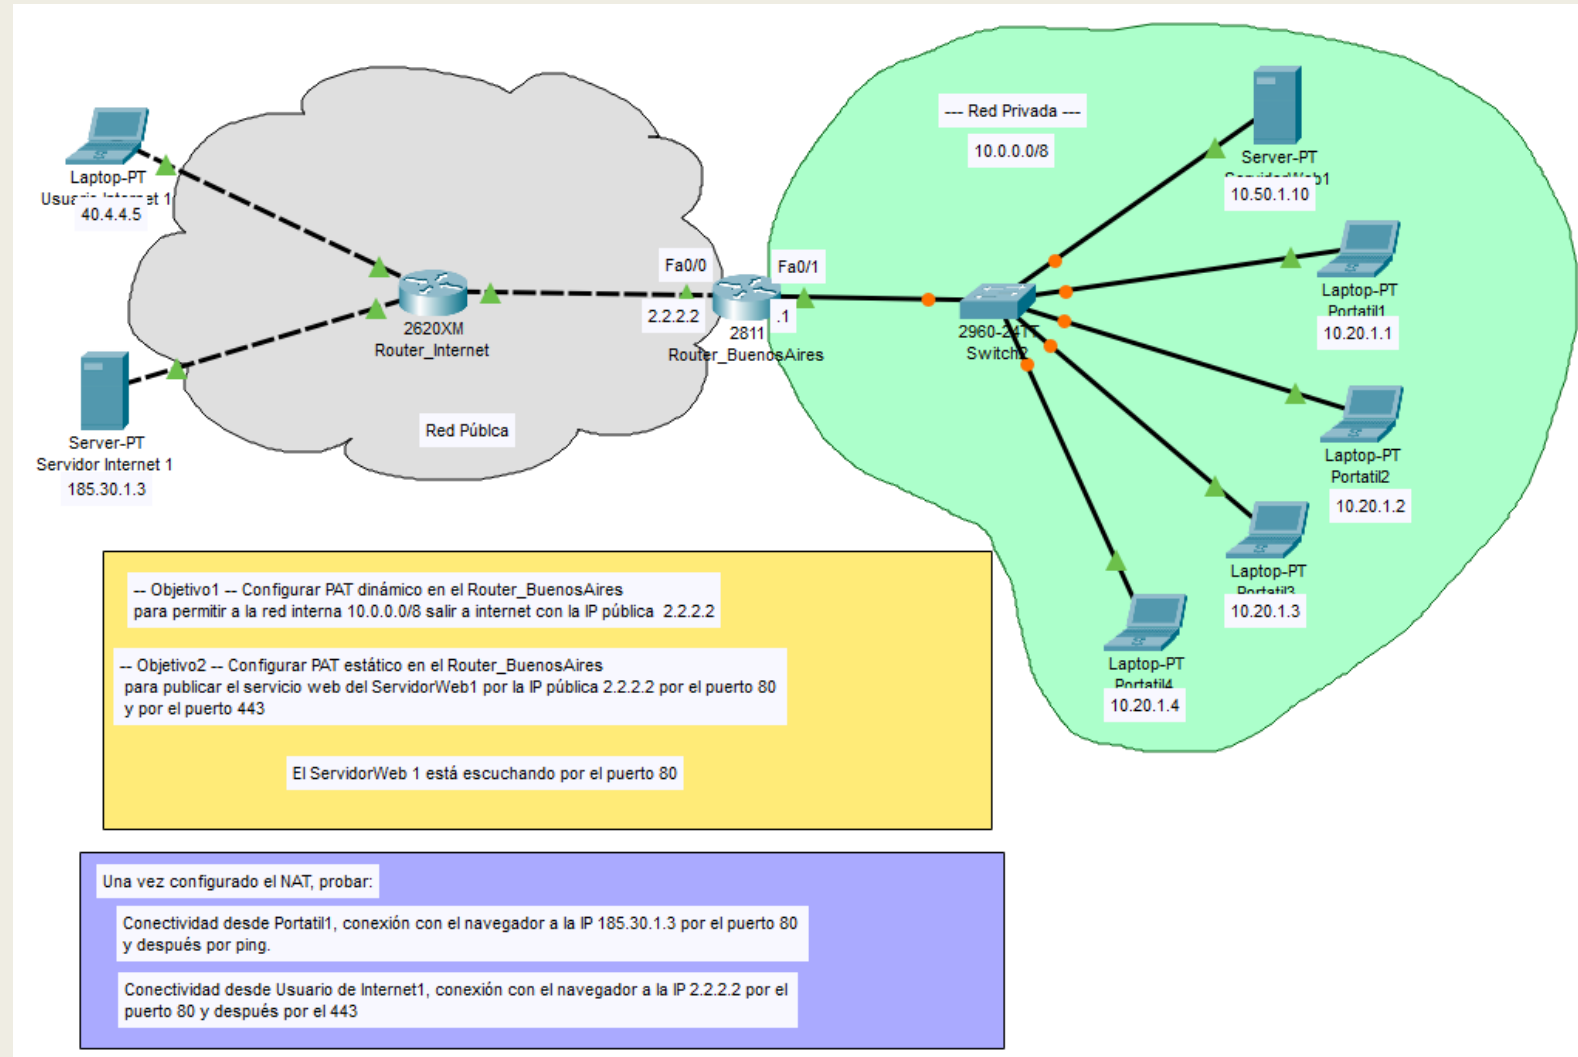 --- Red Privada ---
10.0.0.0/8
Server-PT
10.50.1.10
Laptop-PT
40.4.4.5
Fa0/0
Fa0/1
2.2.2.2
.1
2620XM
Router_Internet
2811
Router_BuenosAires
2960-24TT
Switch2
Laptop-PT
Portatil1
10.20.1.1
Server-PT
Servidor Internet 1
185.30.1.3
Red Públca
Laptop-PT
Portatil2
10.20.1.2
Laptop-PT
Portatil3
10.20.1.3
Laptop-PT
Portatil4
10.20.1.4
-- Objetivo1 -- Configurar PAT dinámico en el Router_BuenosAires
para permitir a la red interna 10.0.0.0/8 salir a internet con la IP pública 2.2.2.2
-- Objetivo2 -- Configurar PAT estático en el Router_BuenosAires
para publicar el servicio web del ServidorWeb1 por la IP pública 2.2.2.2 por el puerto 80
y por el puerto 443
El ServidorWeb 1 está escuchando por el puerto 80
Una vez configurado el NAT, probar:
Conectividad desde Portatil1, conexión con el navegador a la IP 185.30.1.3 por el puerto 80
y después por ping.
Conectividad desde Usuario de Internet1, conexión con el navegador a la IP 2.2.2.2 por el
puerto 80 y después por el 443